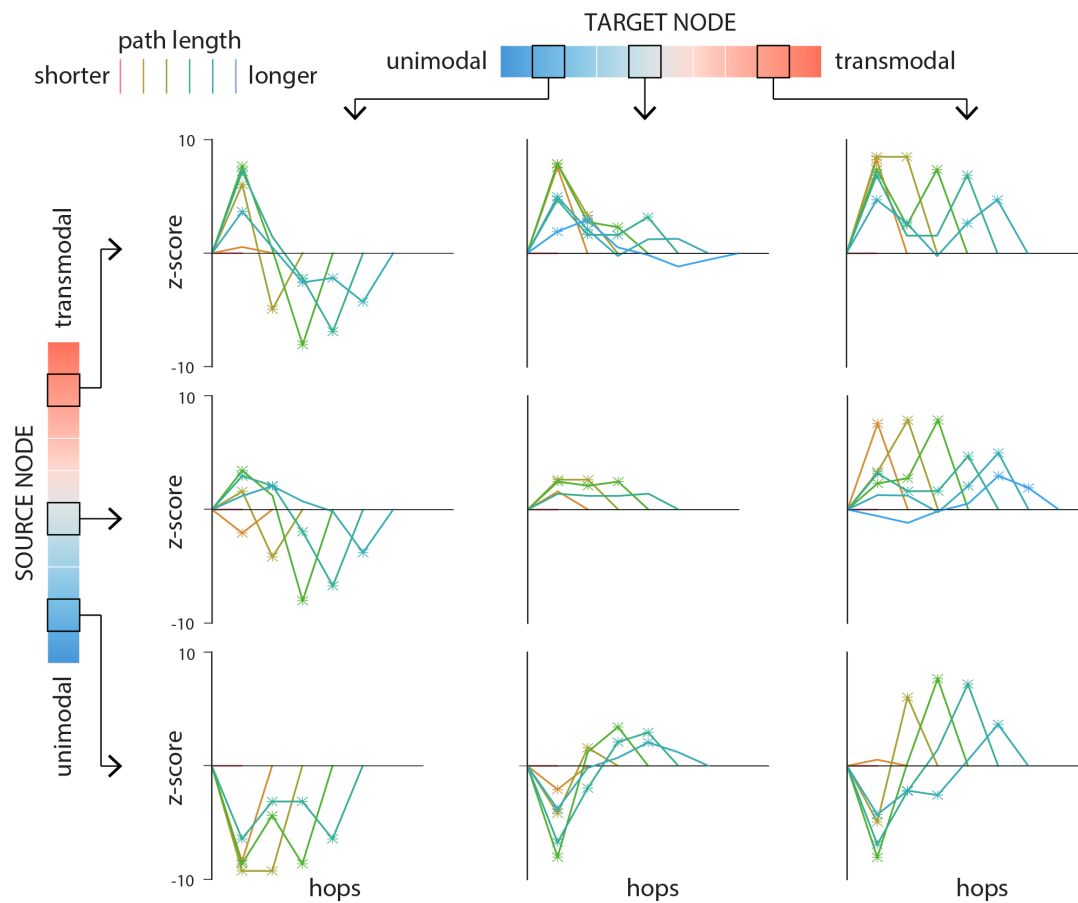 TARGET NODE
path length
shorter
longer
unimodal
transmodal
10
z-score
-10
transmodal
10
z-score
-10
SOURCE NODE
10
unimodal
z-score
-10
hops
hops
hops